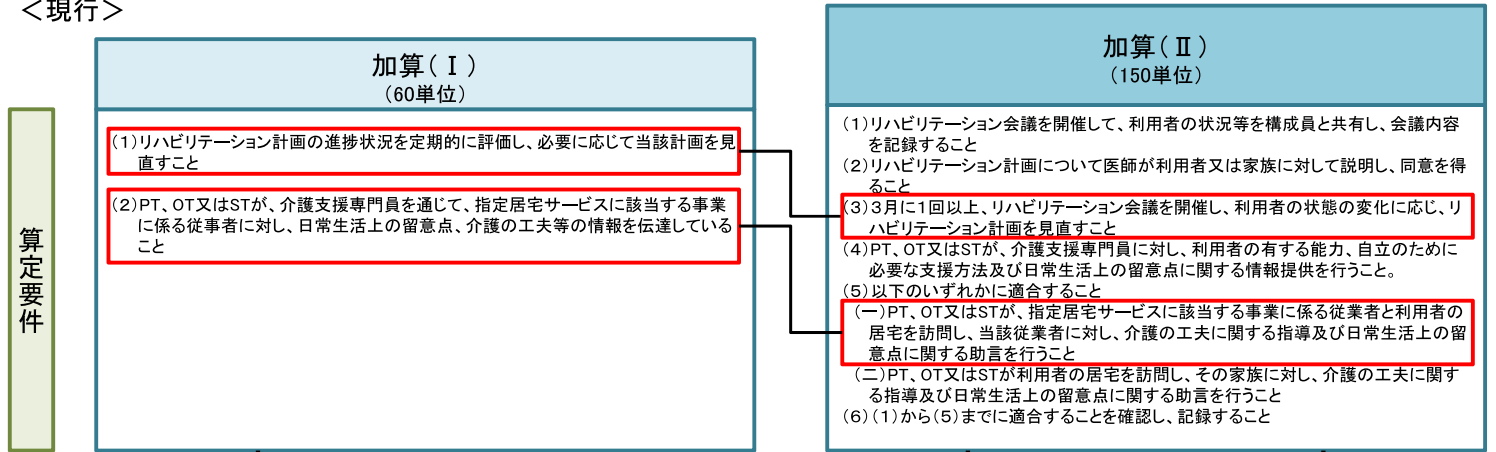 ＜現行＞
加算（Ⅰ）
（60単位）
加算（Ⅱ）
（150単位）
算定要件
（１）リハビリテーション計画の進捗状況を定期的に評価し、必要に応じて当該計画を見
直すこと
（２）PT、OT又はSTが、介護支援専門員を通じて、指定居宅サービスに該当する事業
に係る従事者に対し、日常生活上の留意点、介護の工夫等の情報を伝達している
こと
（１）リハビリテーション会議を開催して、利用者の状況等を構成員と共有し、会議内容
を記録すること
（２）リハビリテーション計画について医師が利用者又は家族に対して説明し、同意を得
ること
（３）３月に１回以上、リハビリテーション会議を開催し、利用者の状態の変化に応じ、リ
ハビリテーション計画を見直すこと
（４）PT、OT又はSTが、介護支援専門員に対し、利用者の有する能力、自立のために
必要な支援方法及び日常生活上の留意点に関する情報提供を行うこと。
（５）以下のいずれかに適合すること
（一）PT、OT又はSTが、指定居宅サービスに該当する事業に係る従業者と利用者の
居宅を訪問し、当該従業者に対し、介護の工夫に関する指導及び日常生活上の留
意点に関する助言を行うこと
（二）PT、OT又はSTが利用者の居宅を訪問し、その家族に対し、介護の工夫に関す
る指導及び日常生活上の留意点に関する助言を行うこと
（６）（１）から（５）までに適合することを確認し、記録すること